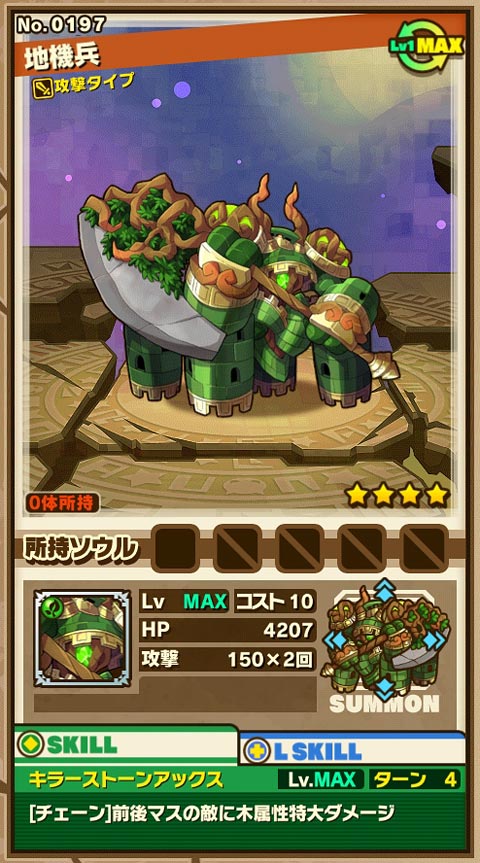 No.0197
地機兵
Lv1 MAX
攻撃タイプ
0体所持
所持ソウル
Lv MAX コスト 10
HP 4207
攻撃 150×2回
SUMMON
SKILL
L SKILL
キラーストーンアックス Lv.MAX ターン 4
[チェーン]前後マスの敵に木属性特大ダメージ